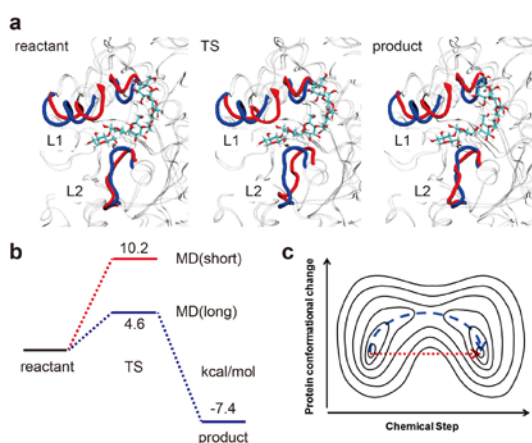 a
reactant TS product
L1 L1 L1
L2 L2 L2
b
10.2
MD(short)
MD(long)
4.6
reactant TS
kcal/mol
-7.4
product
c
Protein conformational change
Chemical Step